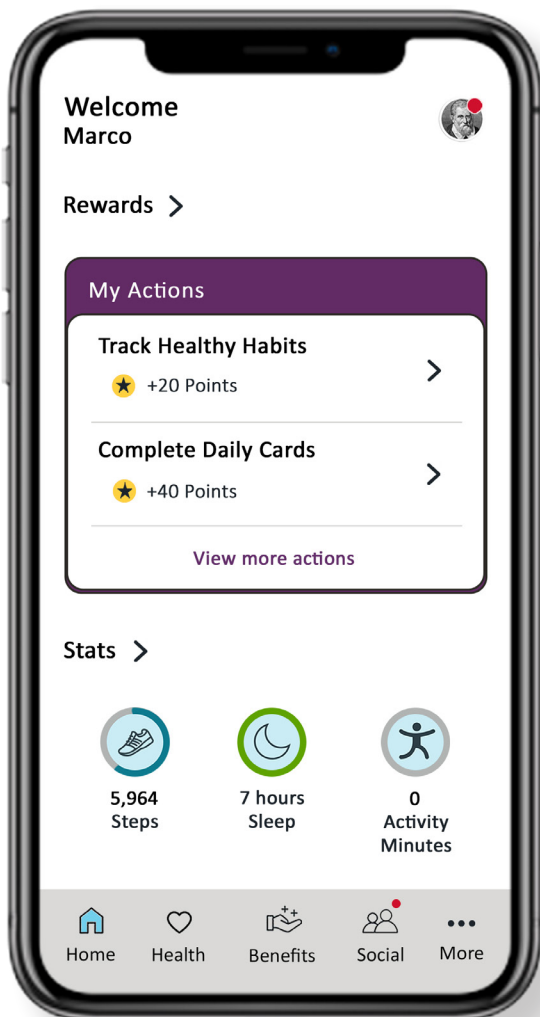 Welcome
Marco
Rewards
My Actions
Track Healthy Habits
+20 Points
Complete Daily Cards
+40 Points
View more actions
Stats
5,964
Steps
7 hours
Sleep
0
Activity
Minutes
Home
Health
Benefits
Social
More